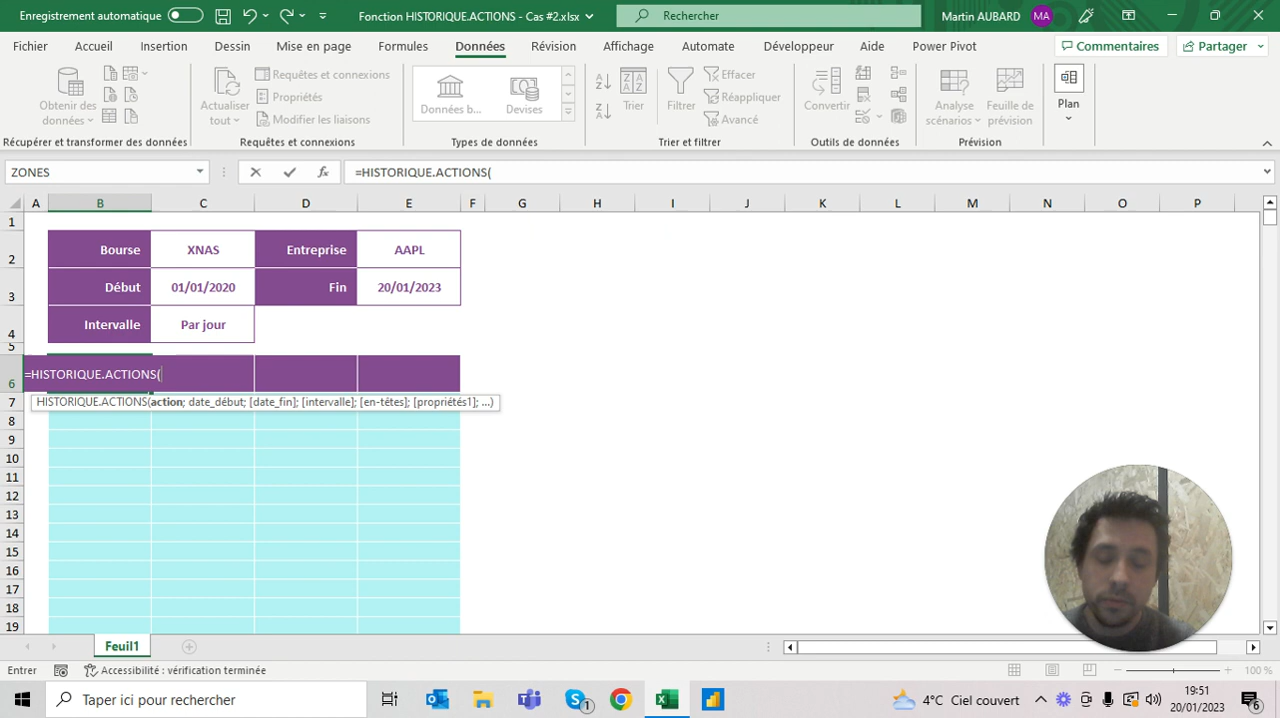 Enregistrement automatique
Fonction HISTORIQUE.ACTIONS - Cas #2.xlsx
Rechercher
Martin AUBARD
MA
Fichier Accueil Insertion Dessin Mise en page Formules Données Révision Affichage Automate Développeur Aide Power Pivot
Commentaires
Partager
Obtenir des données
Récupérer et transformer des données
Actualiser tout
Requêtes et connexions
Propriétés
Modifier les liaisons
Requêtes et connexions
Données b...
Devises
Types de données
Trier
Filtrer
Effacer
Réappliquer
Avancé
Trier et filtrer
Convertir
Outils de données
Analyse scénarios
Feuille de prévision
Prévision
Plan
ZONES
fx
=HISTORIQUE.ACTIONS(
A B C D E F G H I J K L M N O P
1
2 Bourse XNAS Entreprise AAPL
3 Début 01/01/2020 Fin 20/01/2023
4 Intervalle Par jour
5
6 =HISTORIQUE.ACTIONS(
HISTORIQUE.ACTIONS(action; date_début; [date_fin]; [intervalle]; [en-têtes]; [propriétés1]; ...)
7
8
9
10
11
12
13
14
15
16
17
18
19
Feuil1
Entrer
Accessibilité : vérification terminée
100 %
Taper ici pour rechercher
1
4°C Ciel couvert
19:51
20/01/2023
6